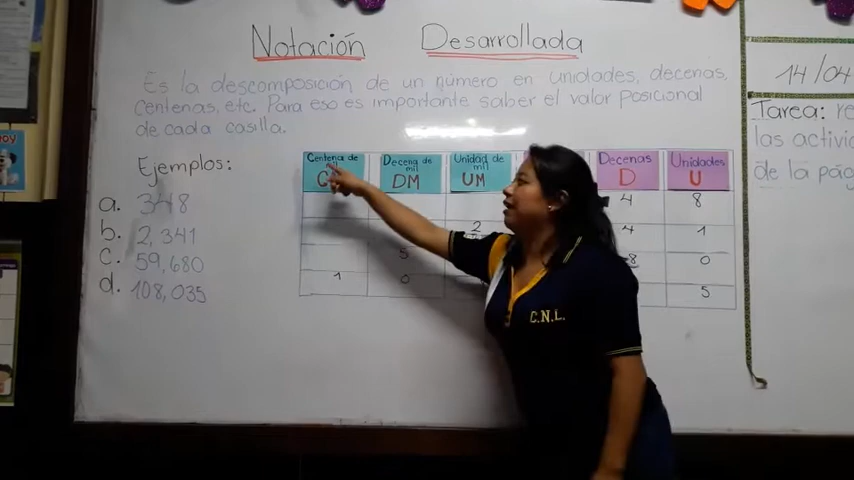 Notación Desarrollada
Es la descomposición de un número en unidades, decenas,
centenas, etc. Para eso es importante saber el valor posicional
de cada casilla.
Ejemplos:
a. 348
b. 2,341
c. 59,680
d. 108,035
Centena de mil
Decena de mil
DM
Unidad de mil
UM
Decenas
D
Unidades
U
4 8
2 4 1
5 8 0
1 0 5
C.N.L.
14/04
Tarea:
las
de la